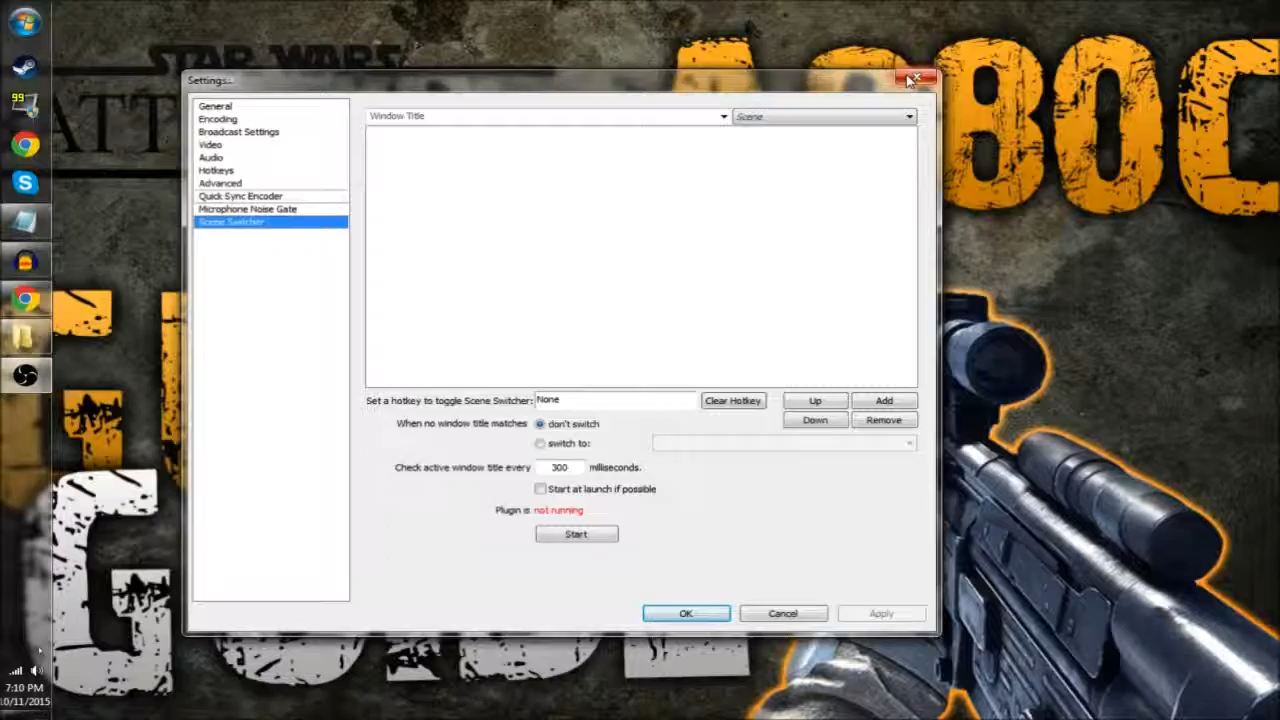 STAR WARS
99
Settings...
General
Encoding
Broadcast Settings
Video
Audio
Hotkeys
Advanced
Quick Sync Encoder
Microphone Noise Gate
Scene Switcher
Window Title
Scene
Set a hotkey to toggle Scene Switcher: None
Clear Hotkey
Up
Add
Down
Remove
When no window title matches
don't switch
switch to:
Check active window title every 300 milliseconds.
Start at launch if possible
Plugin is not running
Start
OK
Cancel
Apply
7:10 PM
10/11/2015